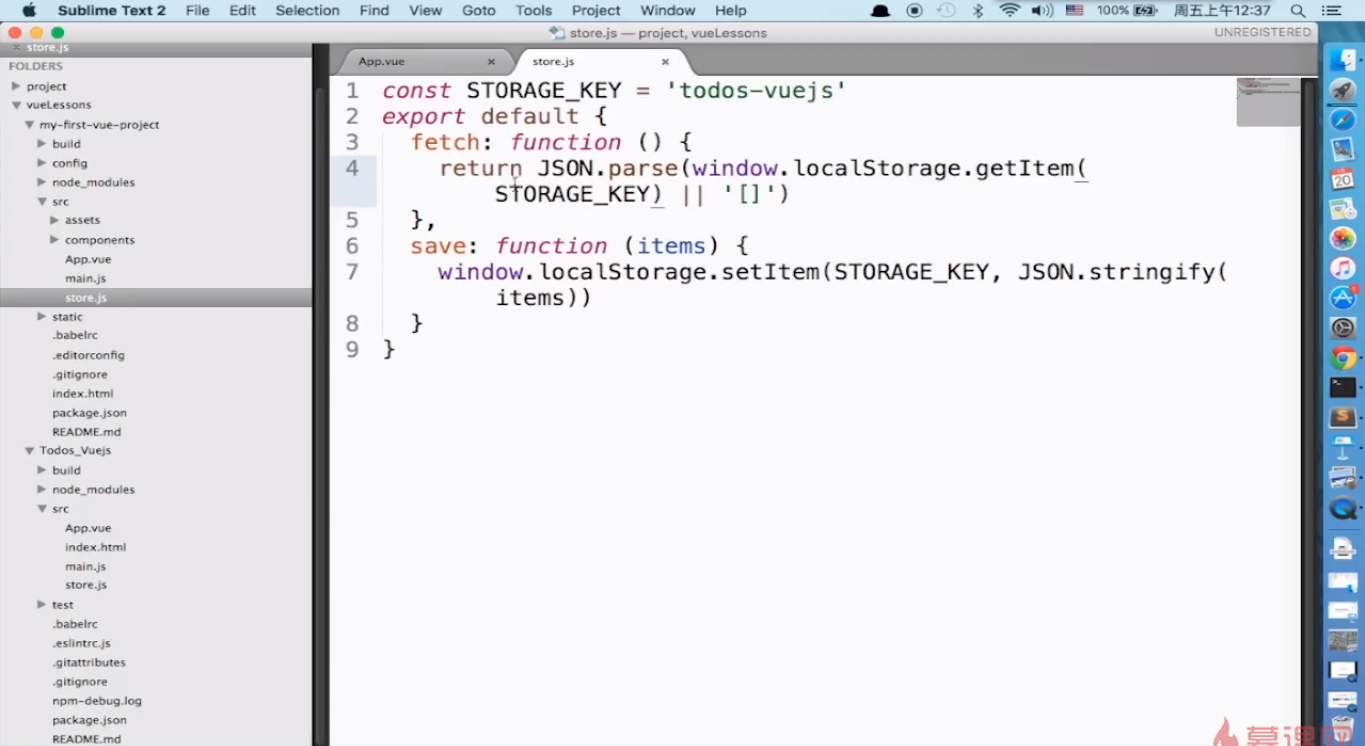 Sublime Text 2 File Edit Selection Find View Goto Tools Project Window Help 100% 周五上午12:37
store.js — project, vueLessons UNREGISTERED
store.js
FOLDERS
project
vueLessons
my-first-vue-project
build
config
node_modules
src
assets
components
App.vue
main.js
store.js
static
.babelrc
.editorconfig
.gitignore
index.html
package.json
README.md
Todos_Vuejs
build
node_modules
src
App.vue
index.html
main.js
store.js
test
.babelrc
.eslintrc.js
.gitattributes
.gitignore
npm-debug.log
package.json
README.md
App.vue × store.js ×
1 const STORAGE_KEY = 'todos-vuejs'
2 export default {
3 fetch: function () {
4 return JSON.parse(window.localStorage.getItem(
STORAGE_KEY) || '[]')
5 },
6 save: function (items) {
7 window.localStorage.setItem(STORAGE_KEY, JSON.stringify(
items))
8 }
9 }
20
慕课网